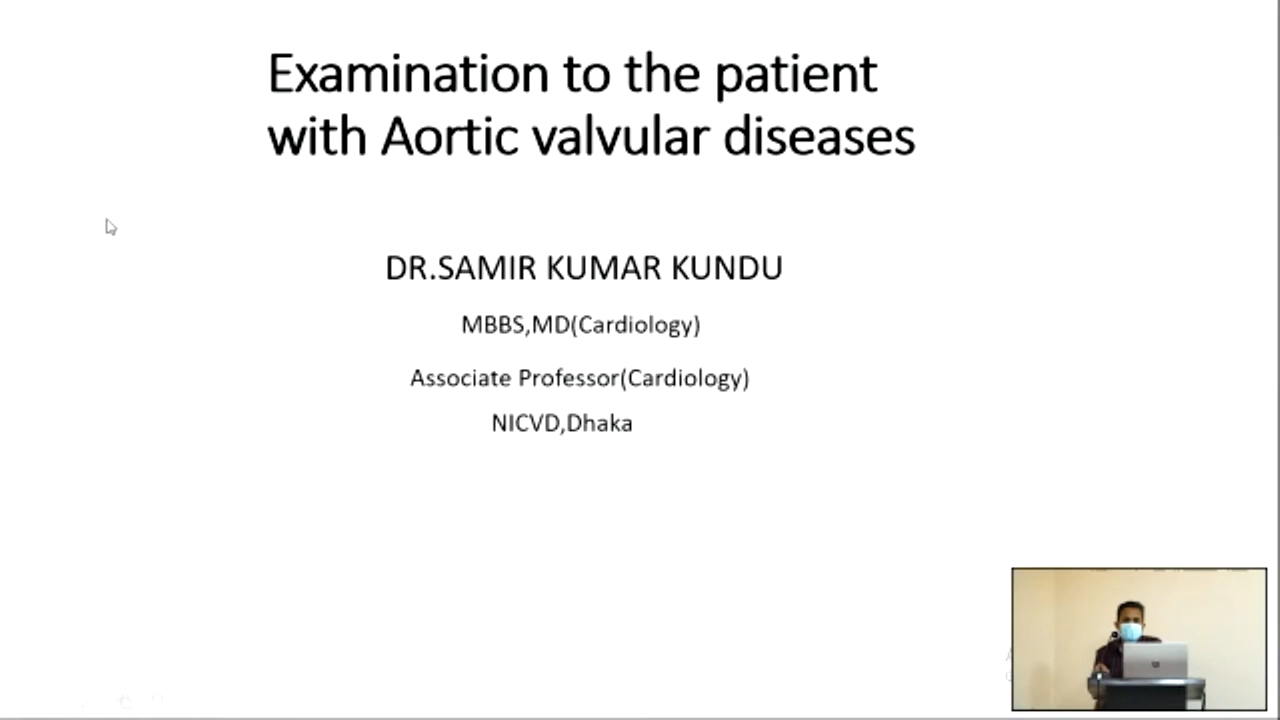 Examination to the patient
with Aortic valvular diseases
DR.SAMIR KUMAR KUNDU
MBBS,MD(Cardiology)
Associate Professor(Cardiology)
NICVD,Dhaka